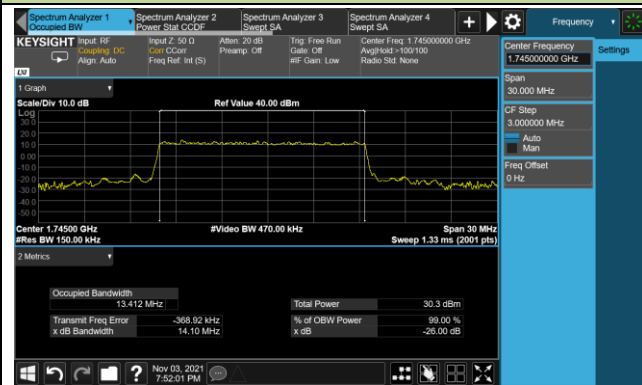 Spectrum Analyzer 1
Occupied BW
Spectrum Analyzer 2
Power Stat CCDF
Spectrum Analyzer 3
Swept SA
Spectrum Analyzer 4
Swept SA
Frequency
KEYSIGHT
Input: RF
Coupling: DC
Align: Auto
Input Z: 50 Ω
Corr CCorr
Freq Ref: Int (S)
Atten: 20 dB
Preamp: Off
Trig: Free Run
Gate: Off
#IF Gain: Low
Center Freq: 1.745000000 GHz
Avg|Hold:>100/100
Radio Std: None
LXI
Center Frequency
1.745000000 GHz
Settings
Span
30.000 MHz
CF Step
3.000000 MHz
Auto
Man
Freq Offset
0 Hz
1 Graph
Scale/Div 10.0 dB
Ref Value 40.00 dBm
Log
30.0
20.0
10.0
0.00
-10.0
-20.0
-30.0
-40.0
-50.0
Center 1.74500 GHz
#Video BW 470.00 kHz
Span 30 MHz
#Res BW 150.00 kHz
Sweep 1.33 ms (2001 pts)
2 Metrics
Occupied Bandwidth
13.412 MHz
Total Power
30.3 dBm
Transmit Freq Error
-368.92 kHz
% of OBW Power
99.00 %
x dB Bandwidth
14.10 MHz
x dB
-26.00 dB
Nov 03, 2021
7:52:01 PM